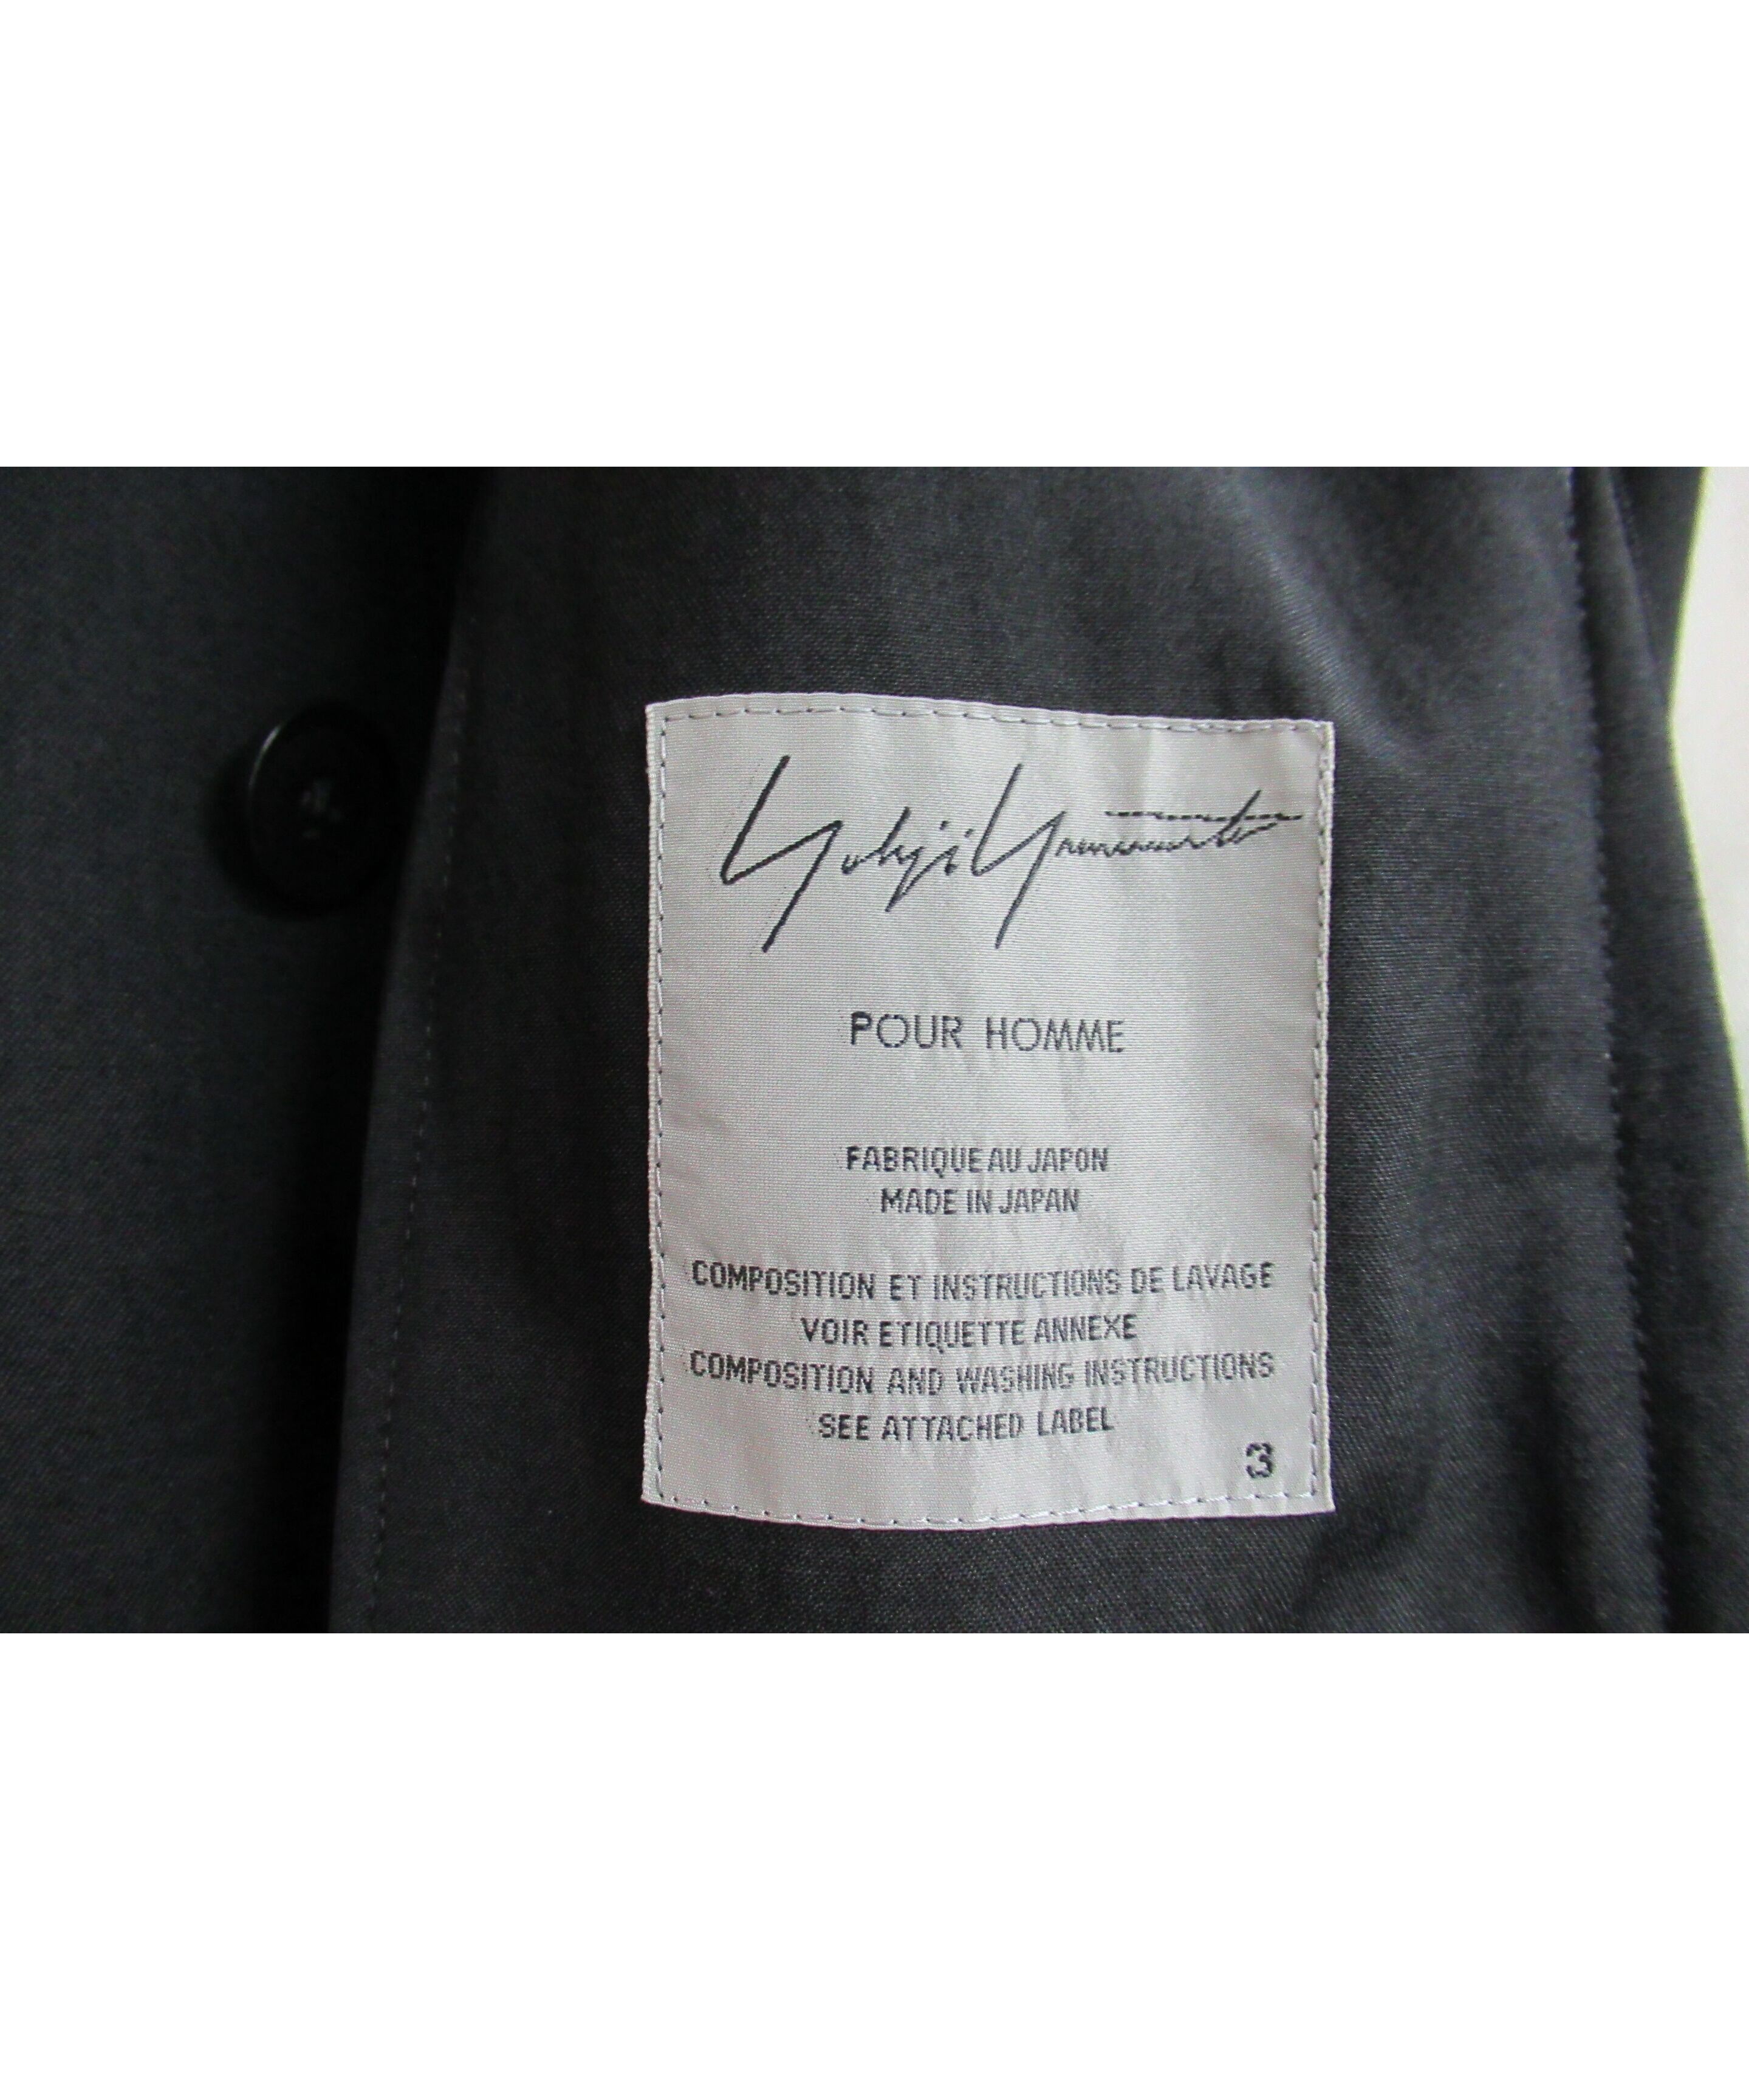 Yohji Yamamoto
POUR HOMME
FABRIQUE AU JAPON
MADE IN JAPAN
COMPOSITION ET INSTRUCTIONS DE LAVAGE
VOIR ETIQUETTE ANNEXE
COMPOSITION AND WASHING INSTRUCTIONS
SEE ATTACHED LABEL
3